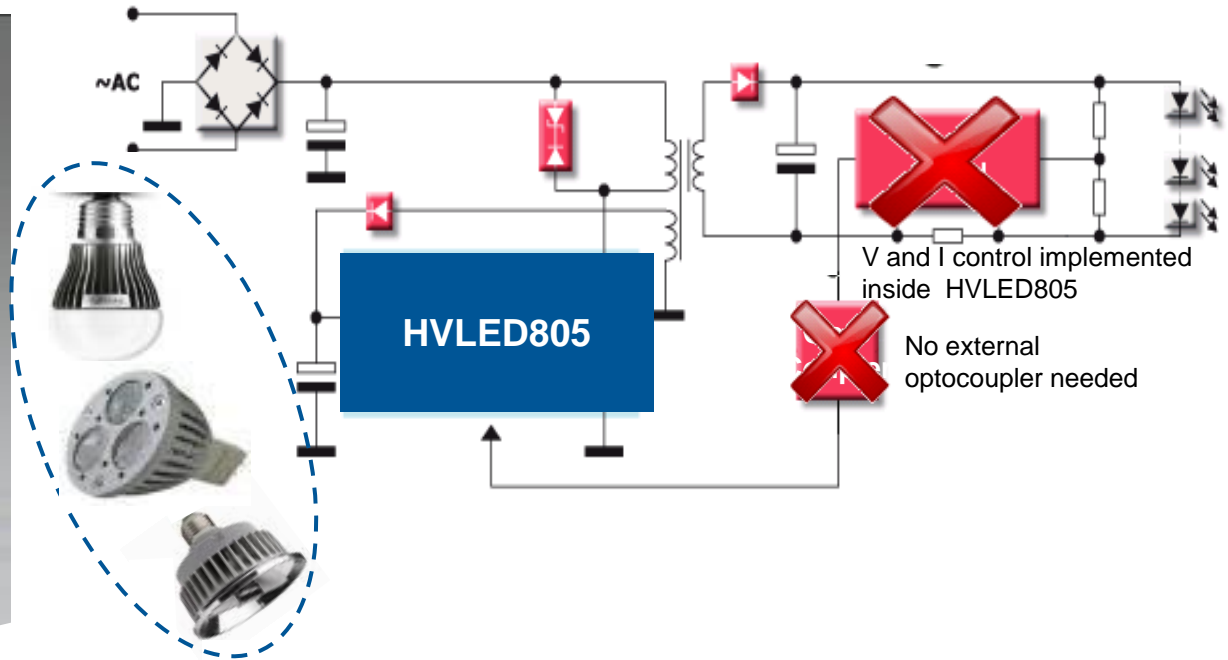 ~AC
V and I control implemented
inside HVLED805
HVLED805
No external
optocoupler needed